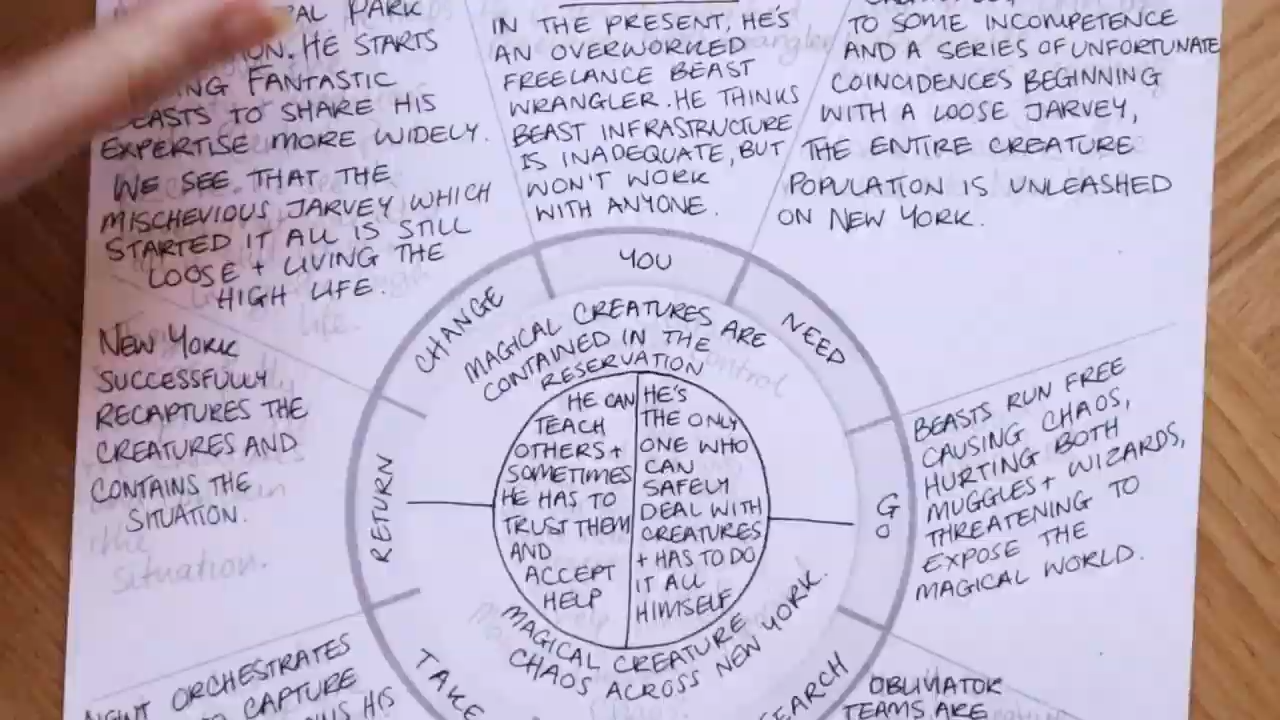 PARK
HE STARTS
FANTASTIC
TO SHARE HIS
EXPERTISE MORE WIDELY.
WE SEE THAT THE
MISCHEVIOUS JARVEY WHICH
STARTED IT ALL IS STILL
LOOSE + LIVING THE
HIGH LIFE.
IN THE PRESENT, HE'S
AN OVERWORKED
FREELANCE BEAST
WRANGLER. HE THINKS
BEAST INFRASTRUCTURE
IS INADEQUATE, BUT
WON'T WORK
WITH ANYONE.
TO SOME INCOMPETENCE
AND A SERIES OF UNFORTUNATE
COINCIDENCES BEGINNING
WITH A LOOSE JARVEY,
THE ENTIRE CREATURE
POPULATION IS UNLEASHED
ON NEW YORK.
YOU
NEED
GO
SEARCH
TAKE
RETURN
CHANGE
MAGICAL CREATURES ARE
CONTAINED IN THE
RESERVATION
HE CAN
TEACH
OTHERS +
SOMETIMES
HE HAS TO
TRUST THEM
AND
ACCEPT
HELP
HE'S
THE ONLY
ONE WHO
CAN
SAFELY
DEAL WITH
CREATURES
+ HAS TO DO
IT ALL
HIMSELF
MAGICAL CREATURE
CHAOS ACROSS NEW YORK.
NEW YORK
SUCCESSFULLY
RECAPTURES THE
CREATURES AND
CONTAINS THE
SITUATION.
situation.
BEASTS RUN FREE
CAUSING CHAOS,
HURTING BOTH
MUGGLES + WIZARDS,
THREATENING TO
EXPOSE THE
MAGICAL WORLD.
NEWT ORCHESTRATES
CAPTURE
HIS
OBLIVIATOR
TEAMS ARE